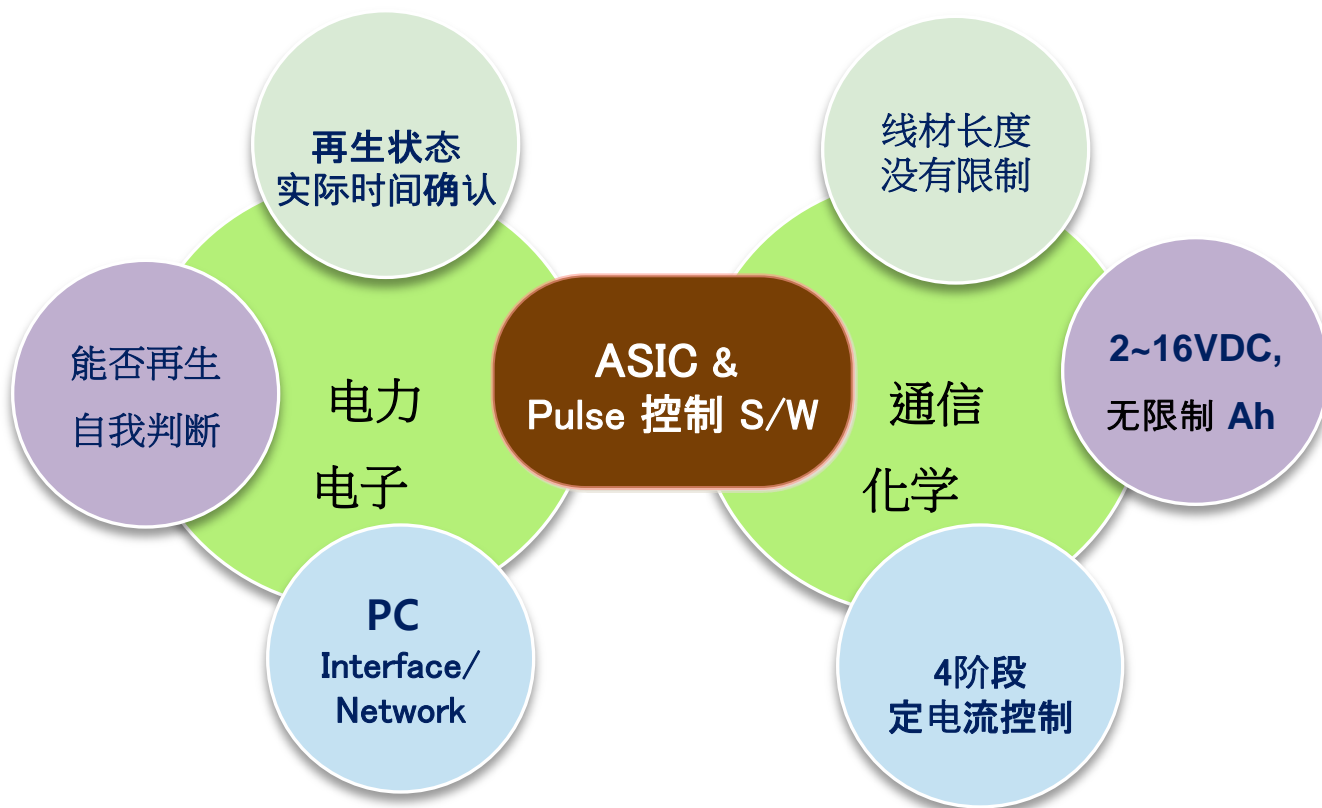 再生状态
实际时间确认
能否再生
自我判断
电力
电子
PC
Interface/
Network
ASIC &
Pulse 控制 S/W
线材长度
没有限制
2~16VDC,
无限制 Ah
通信
化学
4阶段
定电流控制